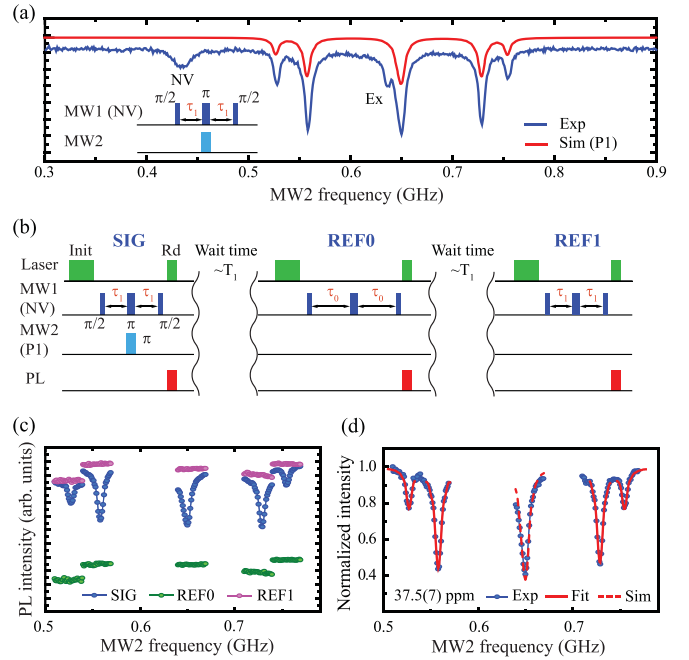 (a)
NV
Ex
π/2 π π/2
MW1 (NV) τ1 τ1
MW2
Exp
Sim (P1)
0.3 0.4 0.5 0.6 0.7 0.8 0.9
MW2 frequency (GHz)
(b)
SIG REF0 REF1
Init Rd Wait time Wait time
Laser ~T1 ~T1
MW1 τ1 τ1 τ0 τ0 τ1 τ1
(NV)
π/2 π π/2
MW2
(P1) π
PL
(c) (d)
PL intensity (arb. units)
SIG REF0 REF1
0.5 0.6 0.7
MW2 frequency (GHz)
Normalized intensity
1.0
0.8
0.6
0.4
37.5(7) ppm Exp Fit Sim
0.5 0.6 0.7
MW2 frequency (GHz)